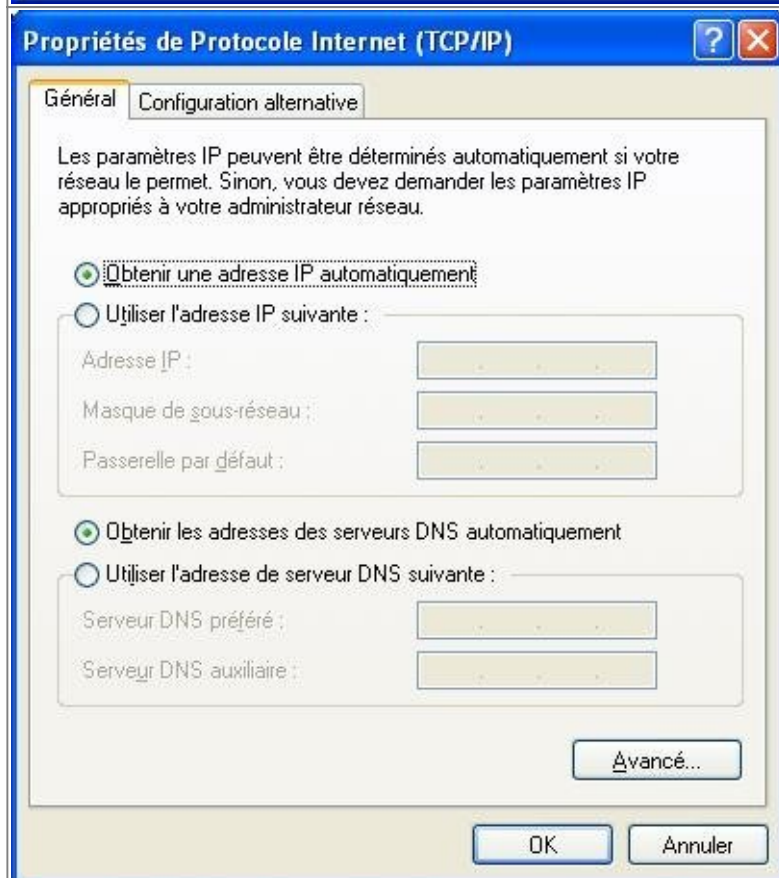 Propriétés de Protocole Internet (TCP/IP)
Général
Configuration alternative
Les paramètres IP peuvent être déterminés automatiquement si votre
réseau le permet. Sinon, vous devez demander les paramètres IP
appropriés à votre administrateur réseau.
Obtenir une adresse IP automatiquement
Utiliser l'adresse IP suivante :
Adresse IP :
Masque de sous-réseau :
Passerelle par défaut :
Obtenir les adresses des serveurs DNS automatiquement
Utiliser l'adresse de serveur DNS suivante :
Serveur DNS préféré :
Serveur DNS auxiliaire :
Avancé...
OK
Annuler